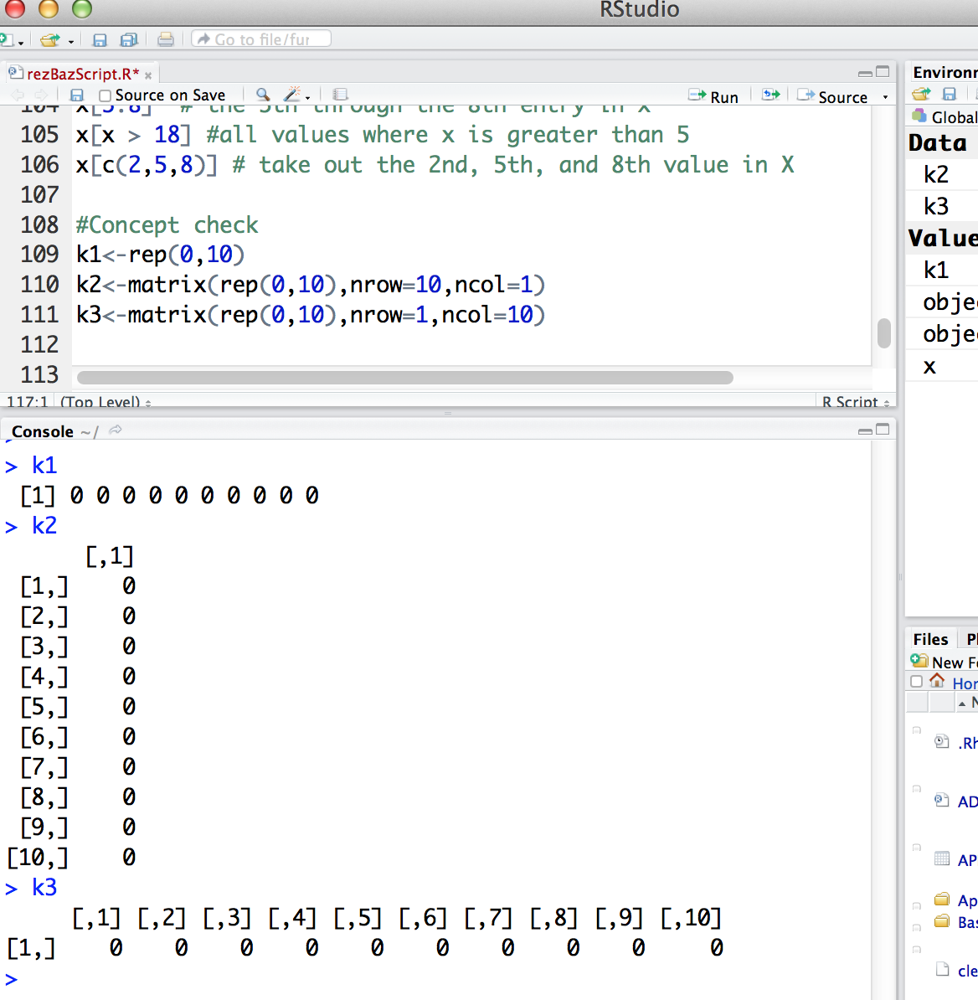 RStudio
Go to file/fur
rezBazScript.R*
Source on Save
Run
Source
104 x[5:8] # the 5th through the 8th entry in x
105 x[x > 18] #all values where x is greater than 5
106 x[c(2,5,8)] # take out the 2nd, 5th, and 8th value in X
107
108 #Concept check
109 k1<-rep(0,10)
110 k2<-matrix(rep(0,10),nrow=10,ncol=1)
111 k3<-matrix(rep(0,10),nrow=1,ncol=10)
112
113
117:1 (Top Level) R Script
Console ~/
> k1
[1] 0 0 0 0 0 0 0 0 0 0
> k2
[,1]
[1,] 0
[2,] 0
[3,] 0
[4,] 0
[5,] 0
[6,] 0
[7,] 0
[8,] 0
[9,] 0
[10,] 0
> k3
[,1] [,2] [,3] [,4] [,5] [,6] [,7] [,8] [,9] [,10]
[1,] 0 0 0 0 0 0 0 0 0 0
>
Environr
Global
Data
k2
k3
Value
k1
obje
obje
x
Files Pl
New Fo
Hor
N
.Rh
AD
AP
Ap
Bas
cle